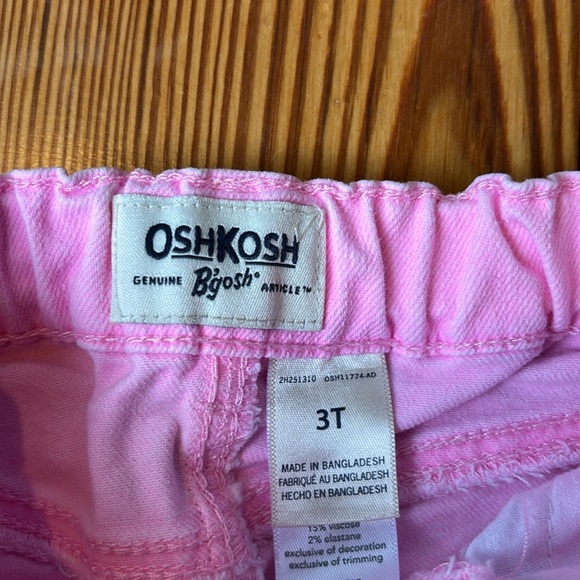 OSHKOSH
GENUINE B'gosh® ARTICLE™
2H251310 OSH11774-AD
3T
MADE IN BANGLADESH
FABRIQUÉ AU BANGLADESH
HECHO EN BANGLADESH
15% viscose
2% elastane
exclusive of decoration
exclusive of trimming